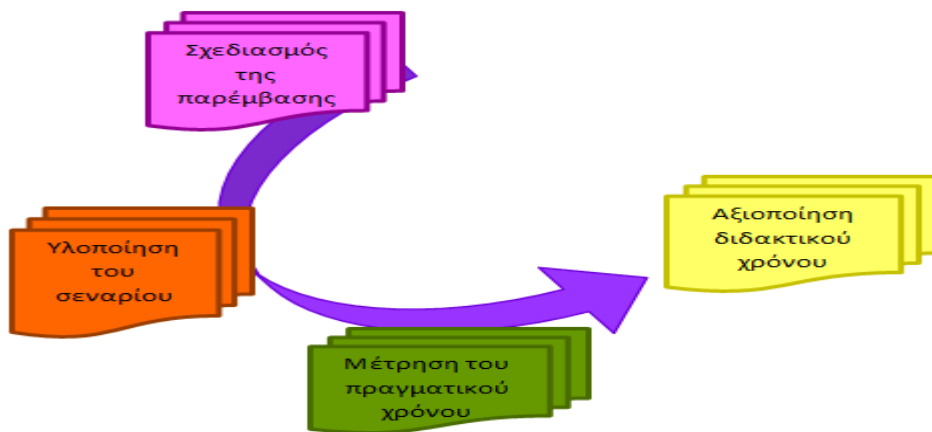 Σχεδιασμός
της
παρέμβασης
Υλοποίηση
του
σεναρίου
Αξιοποίηση
διδακτικού
χρόνου
Μέτρηση του
πραγματικού
χρόνου